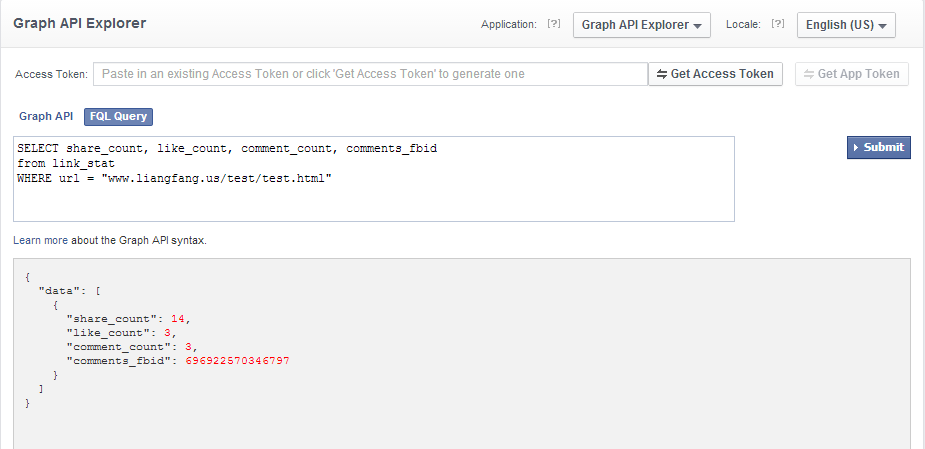 Graph API Explorer
Application: [?] Graph API Explorer Locale: [?] English (US)
Access Token: Paste in an existing Access Token or click 'Get Access Token' to generate one Get Access Token Get App Token
Graph API FQL Query
SELECT share_count, like_count, comment_count, comments_fbid
from link_stat
WHERE url = "www.liangfang.us/test/test.html"
Submit
Learn more about the Graph API syntax.
{
"data": [
{
"share_count": 14,
"like_count": 3,
"comment_count": 3,
"comments_fbid": 696922570346797
}
]
}